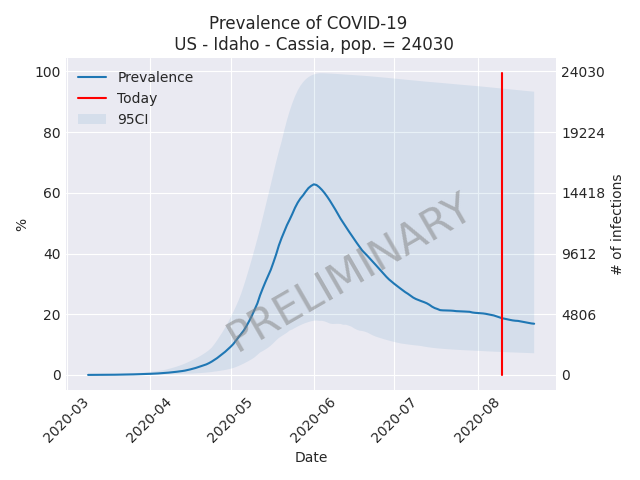 Prevalence of COVID-19
US - Idaho - Cassia, pop. = 24030
Prevalence
Today
95CI
100
80
60
40
20
0
%
24030
19224
14418
9612
4806
0
# of infections
PRELIMINARY
2020-03
2020-04
2020-05
2020-06
2020-07
2020-08
Date